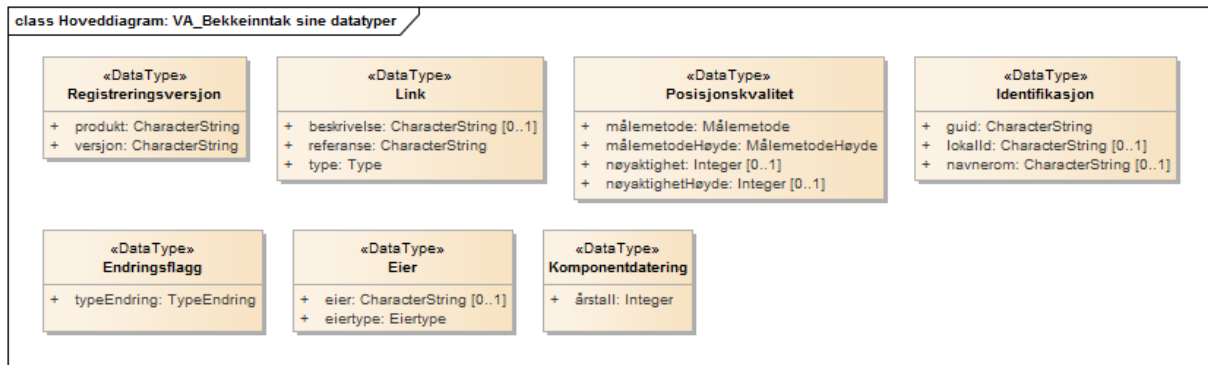 class Hoveddiagram: VA_Bekkeinntak sine datatyper
«DataType»
Registreringsversjon
+ produkt: CharacterString
+ versjon: CharacterString
«DataType»
Link
+ beskrivelse: CharacterString [0..1]
+ referanse: CharacterString
+ type: Type
«DataType»
Posisjonskvalitet
+ målemetode: Målemetode
+ målemetodeHøyde: MålemetodeHøyde
+ nøyaktighet: Integer [0..1]
+ nøyaktighetHøyde: Integer [0..1]
«DataType»
Identifikasjon
+ guid: CharacterString
+ lokalId: CharacterString [0..1]
+ navnerom: CharacterString [0..1]
«DataType»
Endringsflagg
+ typeEndring: TypeEndring
«DataType»
Eier
+ eier: CharacterString [0..1]
+ eiertype: Eiertype
«DataType»
Komponentdatering
+ årstall: Integer